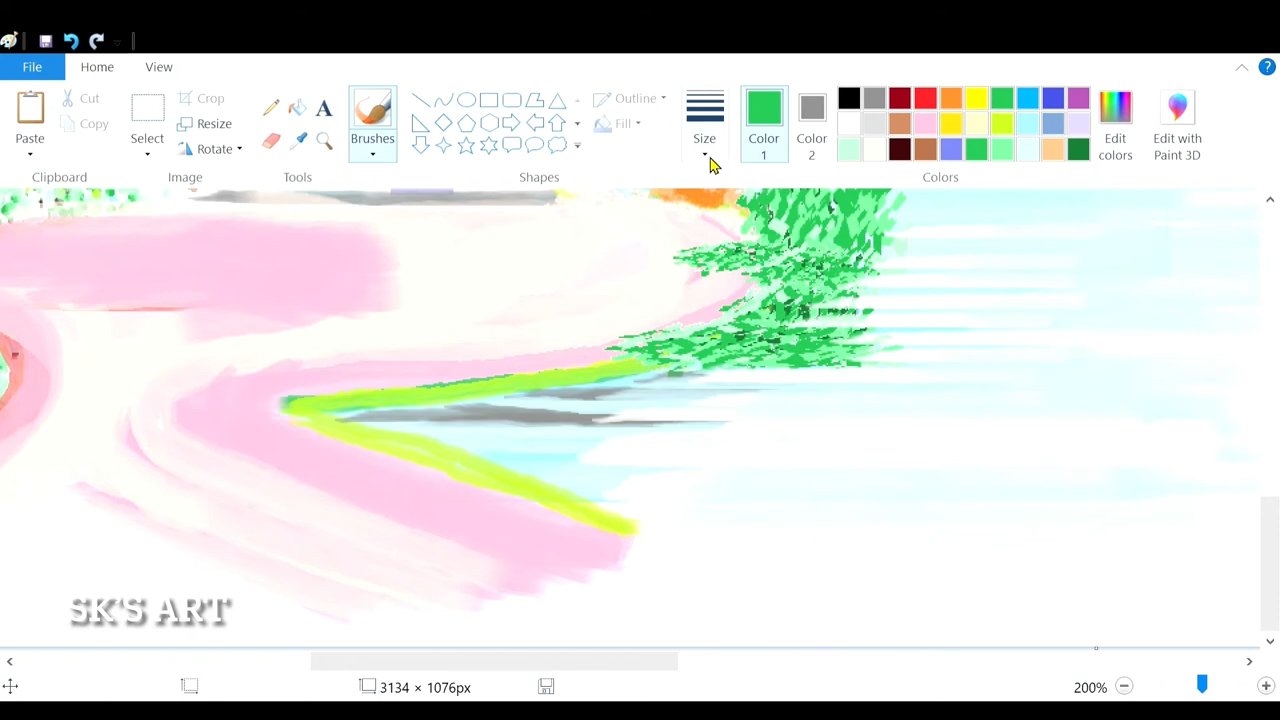 File Home View
Paste Cut Copy Clipboard
Select Crop Resize Rotate Image
A
Tools
Brushes
Outline Fill Shapes
Size
Color 1
Color 2
Edit colors
Edit with Paint 3D
Colors
?
SK'S ART
3134 × 1076px
200%